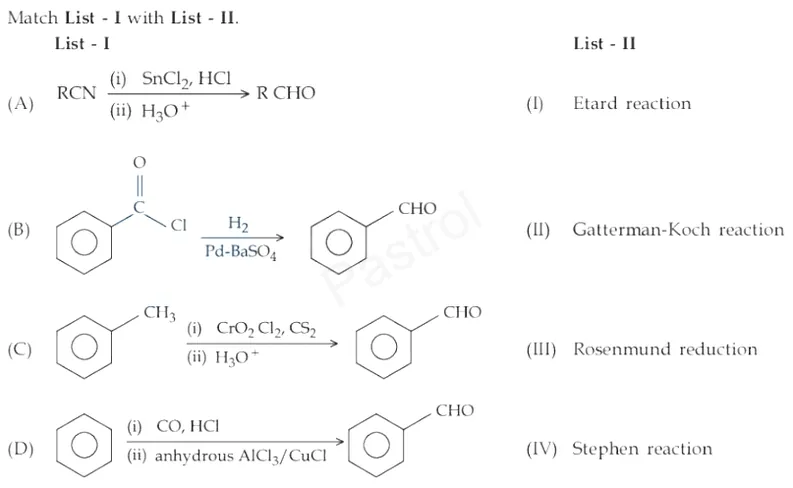 Match List - I with List - II.
List - I List - II
(A) RCN (i) SnCl₂, HCl R CHO (I) Etard reaction
(ii) H₃O⁺
O
C
Cl
(B) H₂ CHO (II) Gatterman-Koch reaction
Pd-BaSO₄
CH₃
(C) (i) CrO₂ Cl₂, CS₂ CHO (III) Rosenmund reduction
(ii) H₃O⁺
(D) (i) CO, HCl CHO (IV) Stephen reaction
(ii) anhydrous AlCl₃/CuCl
Pastrol